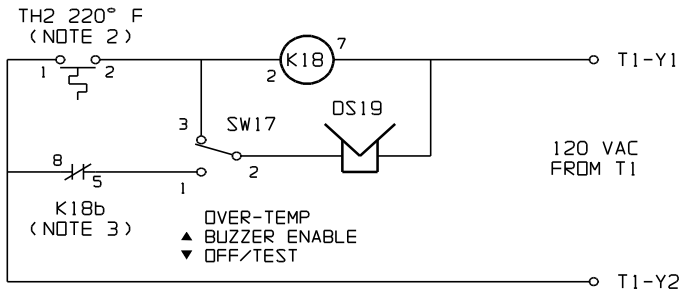 TH2 220° F
(NOTE 2)
1
2
2
K18
7
T1-Y1
DS19
3
SW17
2
1
120 VAC
FROM T1
8
5
K18b
(NOTE 3)
OVER-TEMP
▲ BUZZER ENABLE
▼ OFF/TEST
T1-Y2